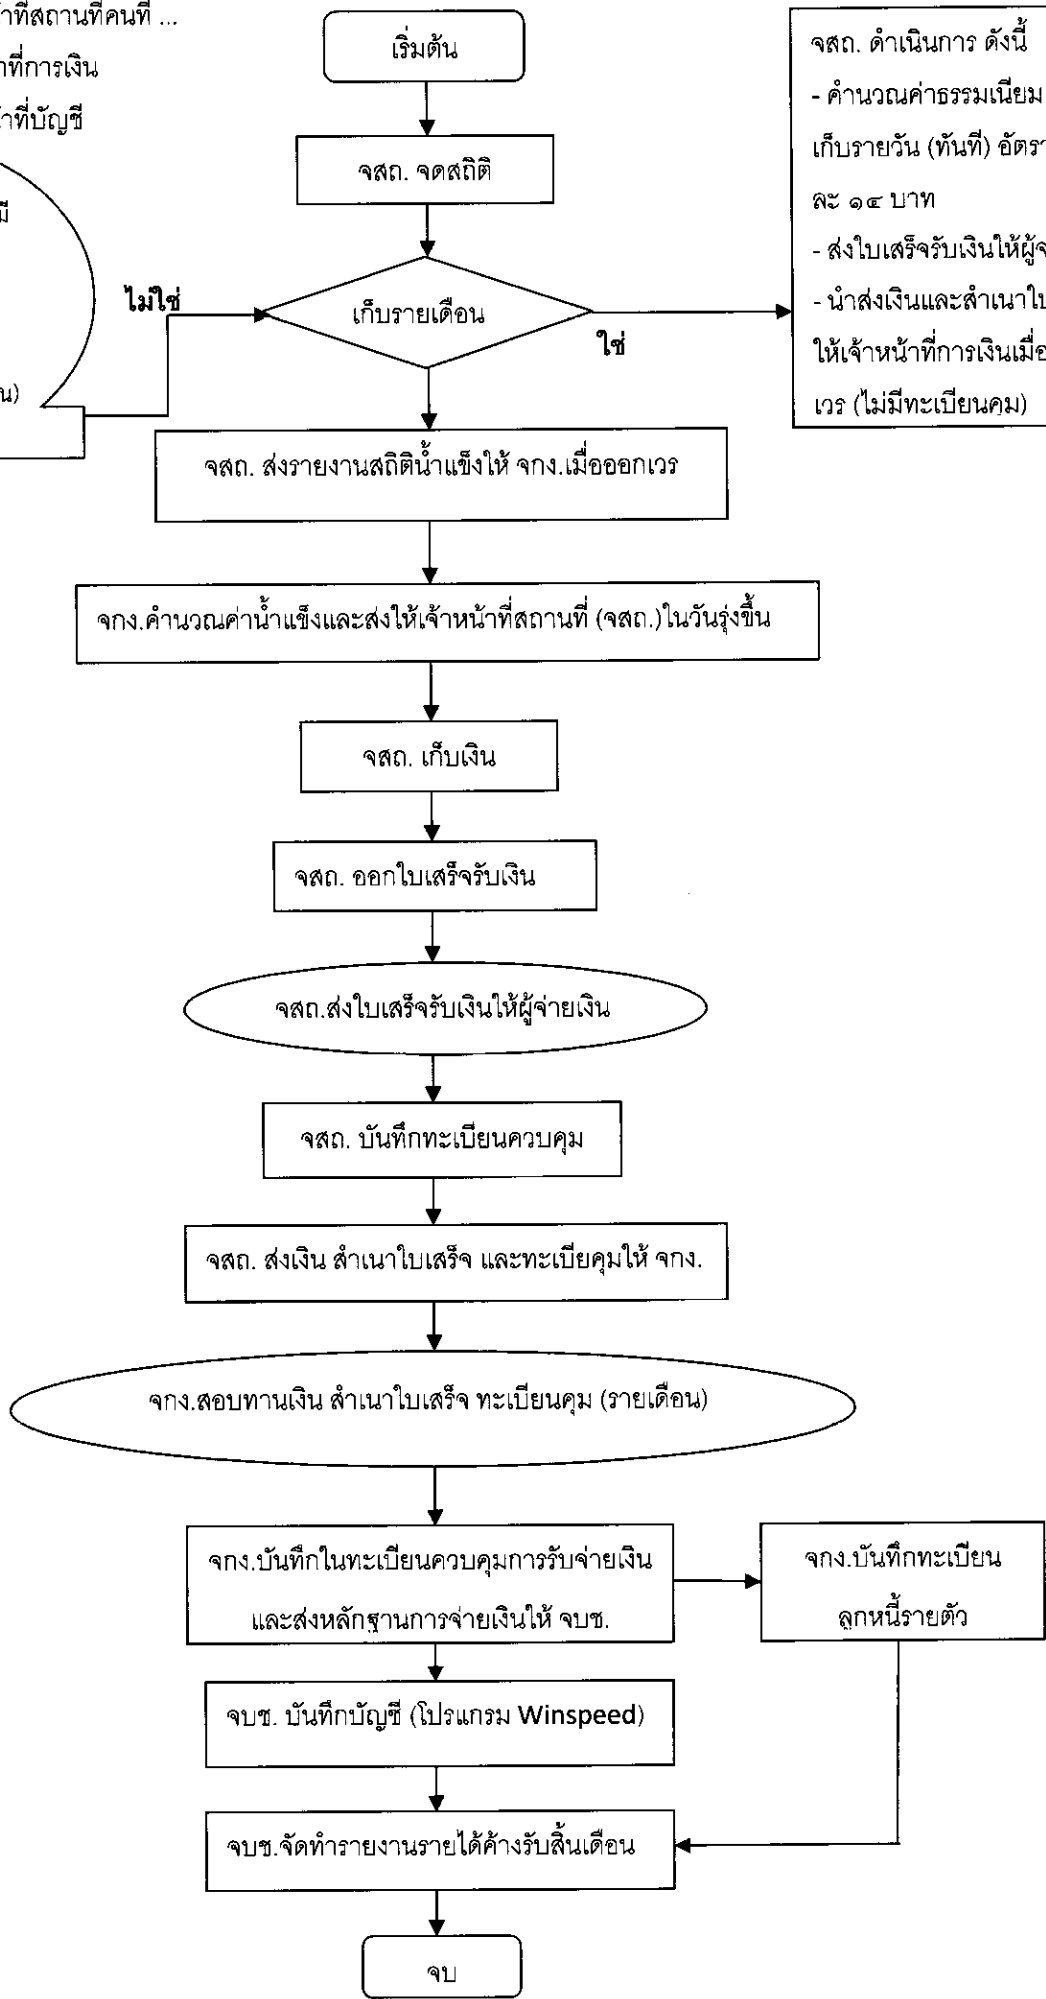 าที่สถานที่คนที่ ...
าที่การเงิน
าที่บัญชี
มี
น)
เริ่มต้น
จสถ. จดสถิติ
ไม่ใช่
เก็บรายเดือน
ใช่
จสถ. ดำเนินการ ดังนี้
- คำนวณค่าธรรมเนียม
เก็บรายวัน (ทันที) อัตรา
ละ ๑๔ บาท
- ส่งใบเสร็จรับเงินให้ผู้จ
- นำส่งเงินและสำเนาใบ
ให้เจ้าหน้าที่การเงินเมื่อ
เวร (ไม่มีทะเบียนคุม)
จสถ. ส่งรายงานสถิติน้ำแข็งให้ จกง.เมื่อออกเวร
จกง.คำนวณค่าน้ำแข็งและส่งให้เจ้าหน้าที่สถานที่ (จสถ.)ในวันรุ่งขึ้น
จสถ. เก็บเงิน
จสถ. ออกใบเสร็จรับเงิน
จสถ.ส่งใบเสร็จรับเงินให้ผู้จ่ายเงิน
จสถ. บันทึกทะเบียนควบคุม
จสถ. ส่งเงิน สำเนาใบเสร็จ และทะเบียคุมให้ จกง.
จกง.สอบทานเงิน สำเนาใบเสร็จ ทะเบียนคุม (รายเดือน)
จกง.บันทึกในทะเบียนควบคุมการรับจ่ายเงิน
และส่งหลักฐานการจ่ายเงินให้ จบช.
จกง.บันทึกทะเบียน
ลูกหนี้รายตัว
จบช. บันทึกบัญชี (โปรแกรม Winspeed)
จบช.จัดทำรายงานรายได้ค้างรับสิ้นเดือน
จบ